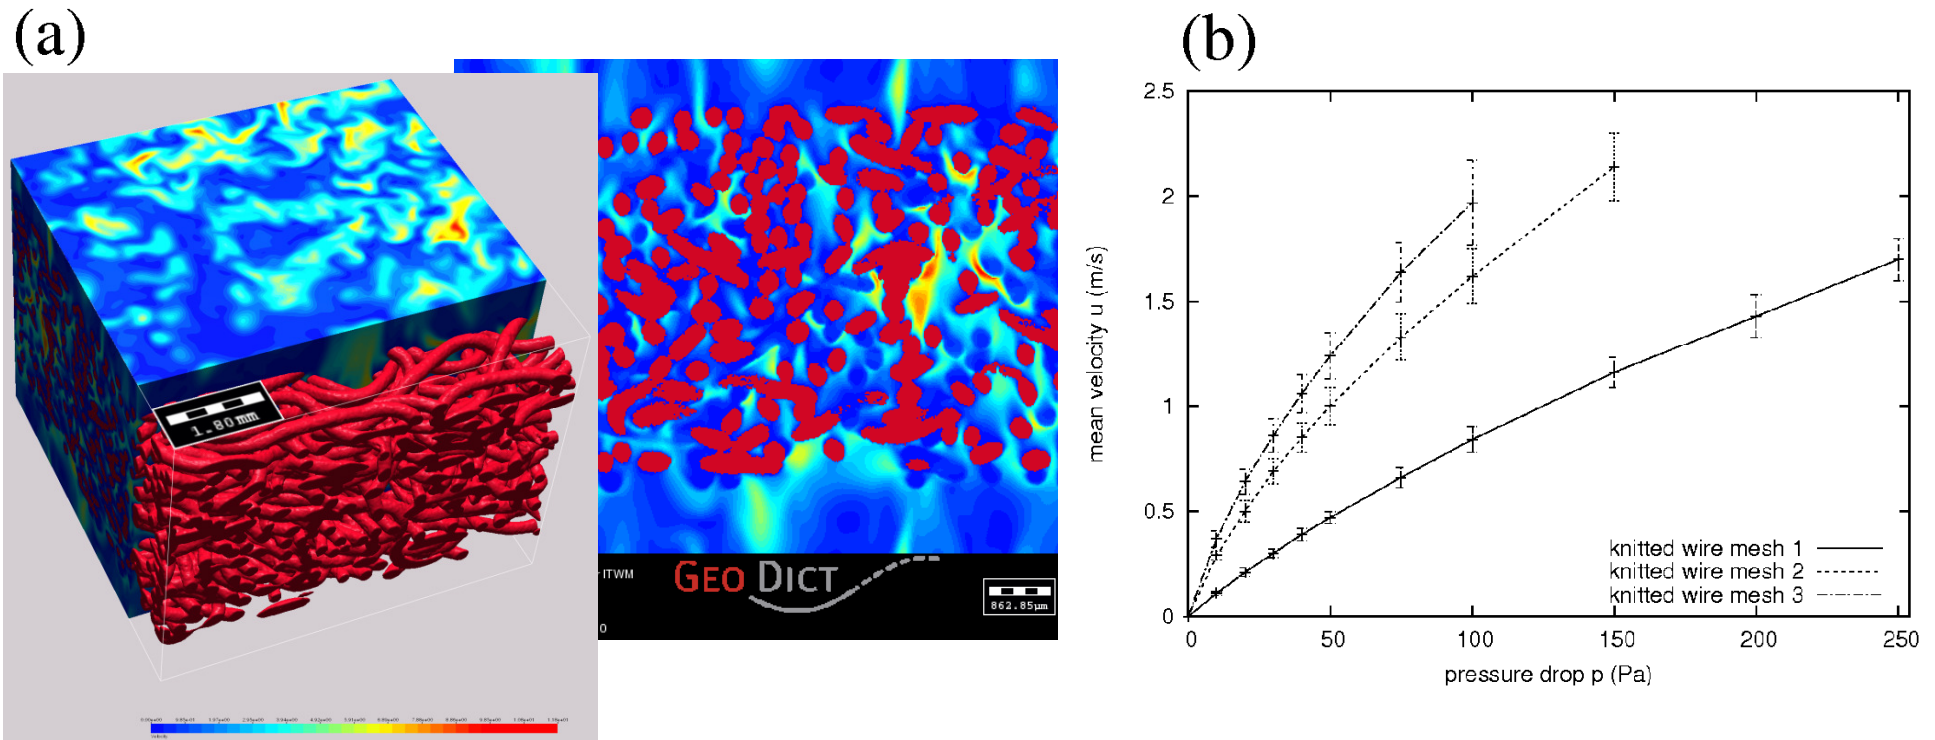 (a)
1.80mm
ITWM
GEO DICT
862.85µm
0
(b)
2.5
2
1.5
1
0.5
0
mean velocity u (m/s)
knitted wire mesh 1
knitted wire mesh 2
knitted wire mesh 3
0 50 100 150 200 250
pressure drop p (Pa)